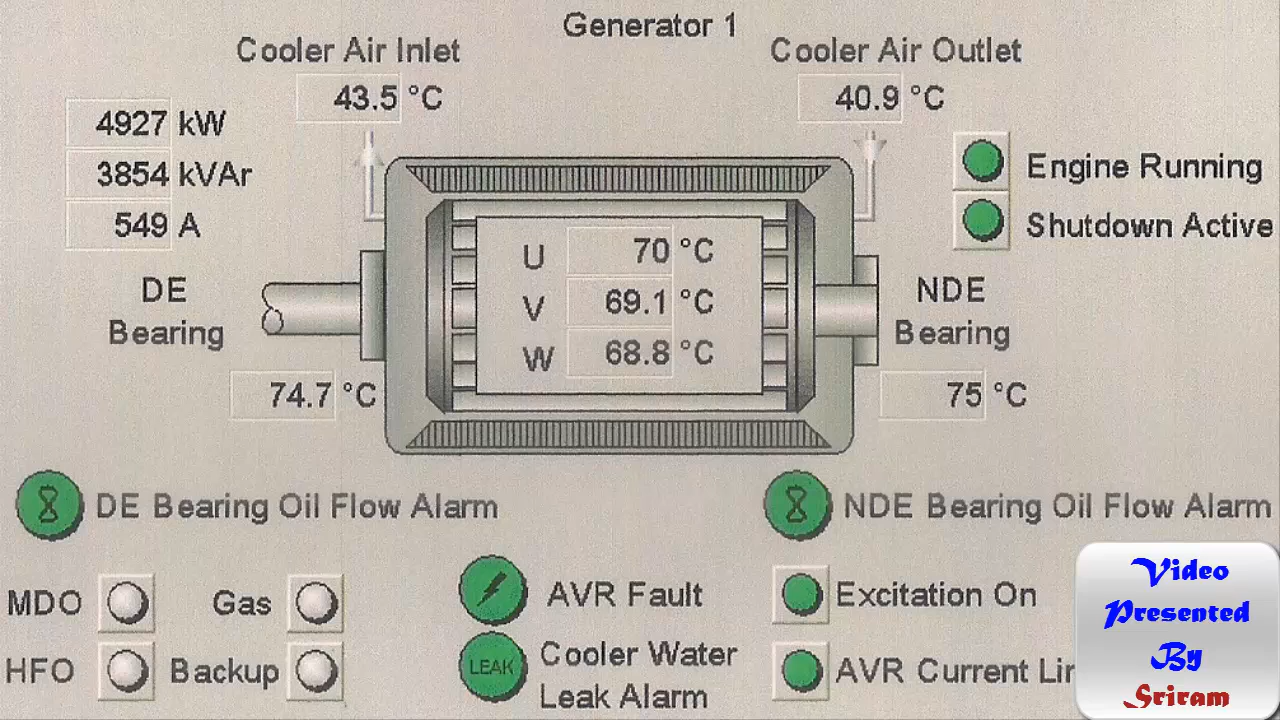 Generator 1
Cooler Air Inlet
Cooler Air Outlet
43.5 °C
40.9 °C
4927 kW
3854 kVAr
549 A
Engine Running
Shutdown Active
U 70 °C
V 69.1 °C
W 68.8 °C
DE
Bearing
NDE
Bearing
74.7 °C
75 °C
DE Bearing Oil Flow Alarm
NDE Bearing Oil Flow Alarm
MDO
Gas
AVR Fault
Excitation On
HFO
Backup
LEAK
Cooler Water
Leak Alarm
AVR Current
Video
Presented
By
Sriram